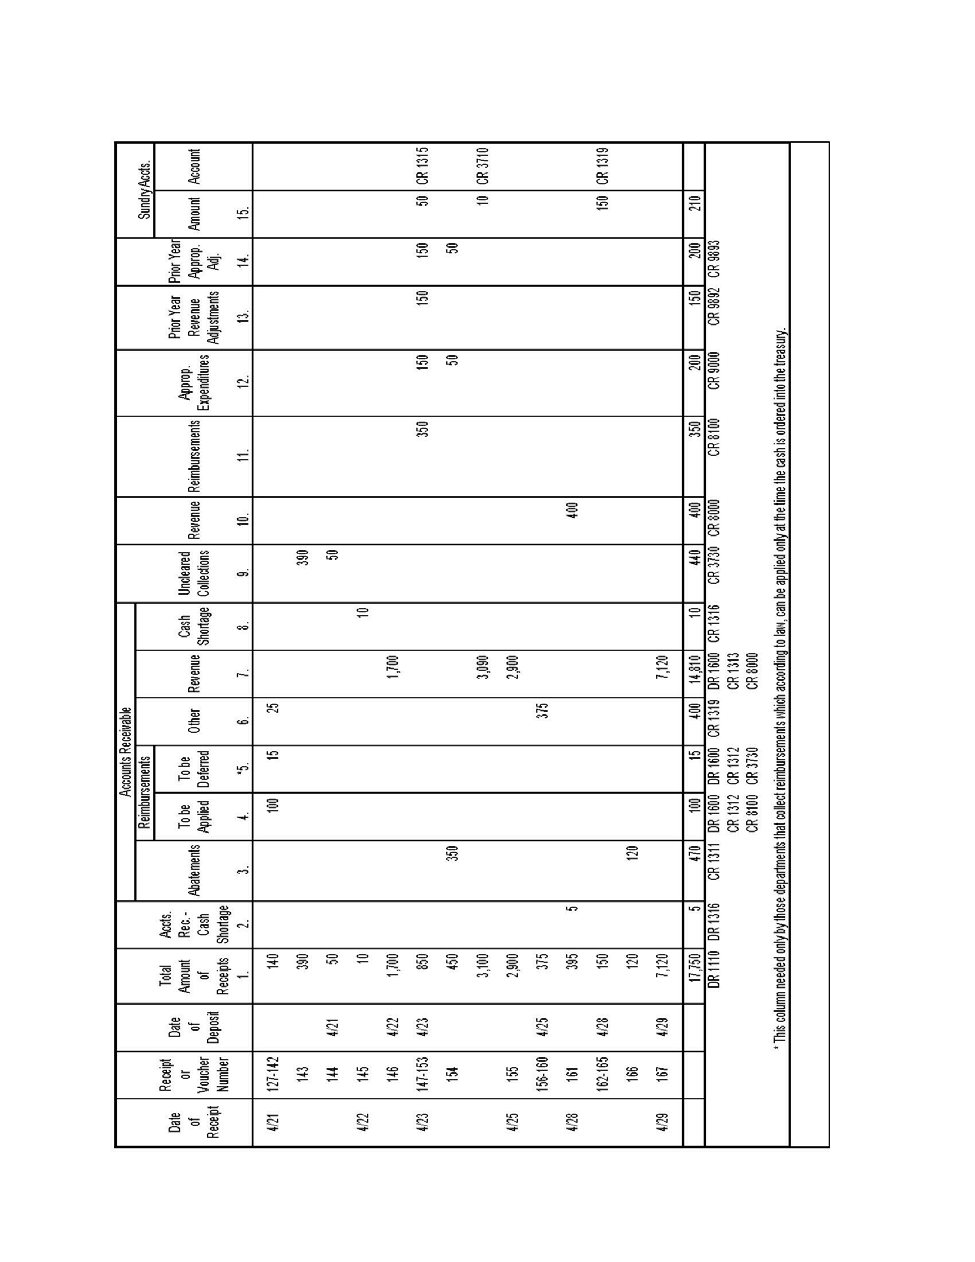 Accounts Receivable
Sundry Accts.
Reimbursements
Date of Receipt
Receipt or Voucher Number
Date of Deposit
Total Amount of Receipts
Accts. Rec.- Cash Shortage
Abatements
To be Applied
To be Deferred
Other
Revenue
Cash Shortage
Uncleared Collections
Revenue
Reimbursements
Approp. Expenditures
Prior Year Revenue Adjustments
Prior Year Approp. Adj.
Amount
Account
1. 2. 3. 4. *5. 6. 7. 8. 9. 10. 11. 12. 13. 14. 15.
4/21 127-142 140 100 15 25
143 390 390
144 4/21 50 50
4/22 145 10 10
146 4/22 1,700 1,700
4/23 147-153 4/23 850 350 150 150 150 50 CR 1315
154 450 350 50 50
3,100 3,090 10 CR 3710
4/25 155 2,900 2,900
156-160 4/25 375 375
4/28 161 395 5 400
162-165 4/28 150 150 CR 1319
166 120 120
4/29 167 4/29 7,120 7,120
17,750 5 470 100 15 400 14,810 10 440 400 350 200 150 200 210
DR 1110 DR 1316 CR 1311 DR 1600 DR 1600 CR 1319 DR 1600 CR 1316 CR 3730 CR 8000 CR 8100 CR 9000 CR 9892 CR 9893
CR 1312 CR 1312 CR 1313
CR 8100 CR 3730 CR 8000
* This column needed only by those departments that collect reimbursements which according to law, can be applied only at the time the cash is ordered into the treasury.